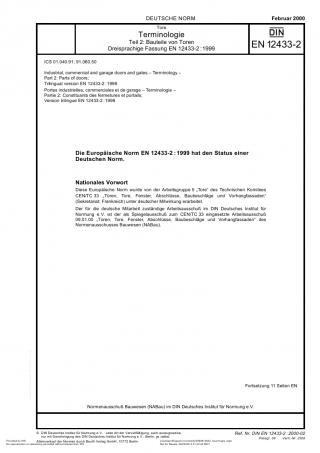 DEUTSCHE NORM
Februar 2000
Tore
Terminologie
Teil 2: Bauteile von Toren
Dreisprachige Fassung EN 12433-2 : 1999
DIN
EN 12433-2
ICS 01.040.91; 91.060.50
Industrial, commercial and garage doors and gates – Terminology –
Part 2: Parts of doors;
Trilingual version EN 12433-2 : 1999
Portes industrielles, commerciales et de garage – Terminologie –
Partie 2: Constituants des fermetures et portails;
Version trilingue EN 12433-2 : 1999
Die Europäische Norm EN 12433-2 : 1999 hat den Status einer
Deutschen Norm.
Nationales Vorwort
Diese Europäische Norm wurde von der Arbeitsgruppe 5 „Tore“ des Technischen Komitees
CEN/TC 33 „Türen, Tore, Fenster, Abschlüsse, Baubeschläge und Vorhangfassaden“
(Sekretariat: Frankreich) unter deutscher Mitwirkung erarbeitet.
Der für die deutsche Mitarbeit zuständige Arbeitsausschuß im DIN Deutsches Institut für
Normung e.V. ist der als Spiegelausschuß zum CEN/TC 33 eingesetzte Arbeitsausschuß
09.01.00 „Türen, Tore, Fenster, Abschlüsse, Baubeschläge und Vorhangfassaden“ des
Normenausschusses Bauwesen (NABau).
Fortsetzung 11 Seiten EN
Normenausschuß Bauwesen (NABau) im DIN Deutsches Institut für Normung e.V.
© DIN Deutsches Institut für Normung e.V. · Jede Art der Vervielfältigung, auch auszugsweise,
nur mit Genehmigung des DIN Deutsches Institut für Normung e.V., Berlin, gestattet.
Alleinverkauf der Normen durch Beuth Verlag GmbH, 10772 Berlin
Ref. Nr. DIN EN 12433-2 : 2000-02
Preisgr. 09 Vertr.-Nr. 2309